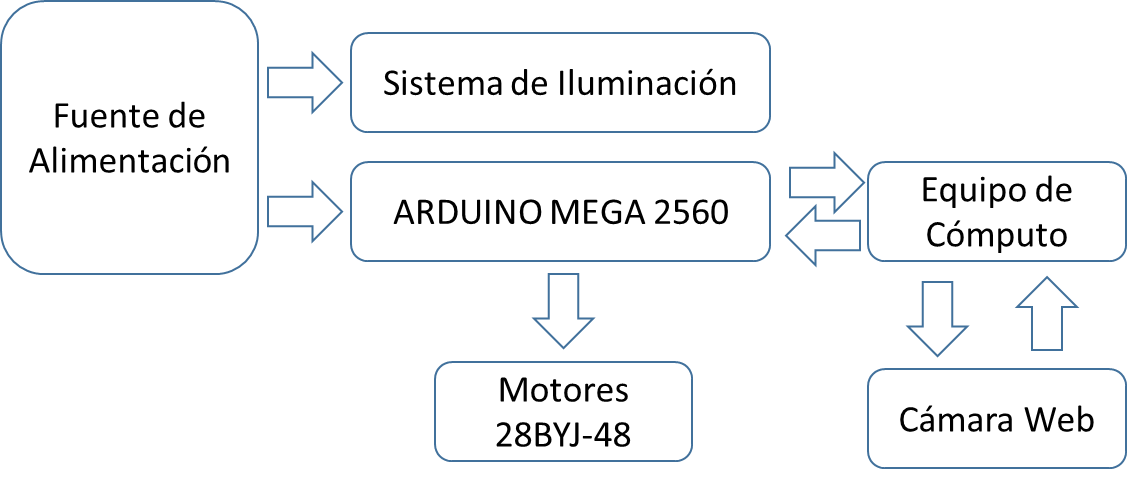 Fuente de
Alimentación
Sistema de Iluminación
ARDUINO MEGA 2560
Equipo de
Cómputo
Motores
28BYJ-48
Cámara Web